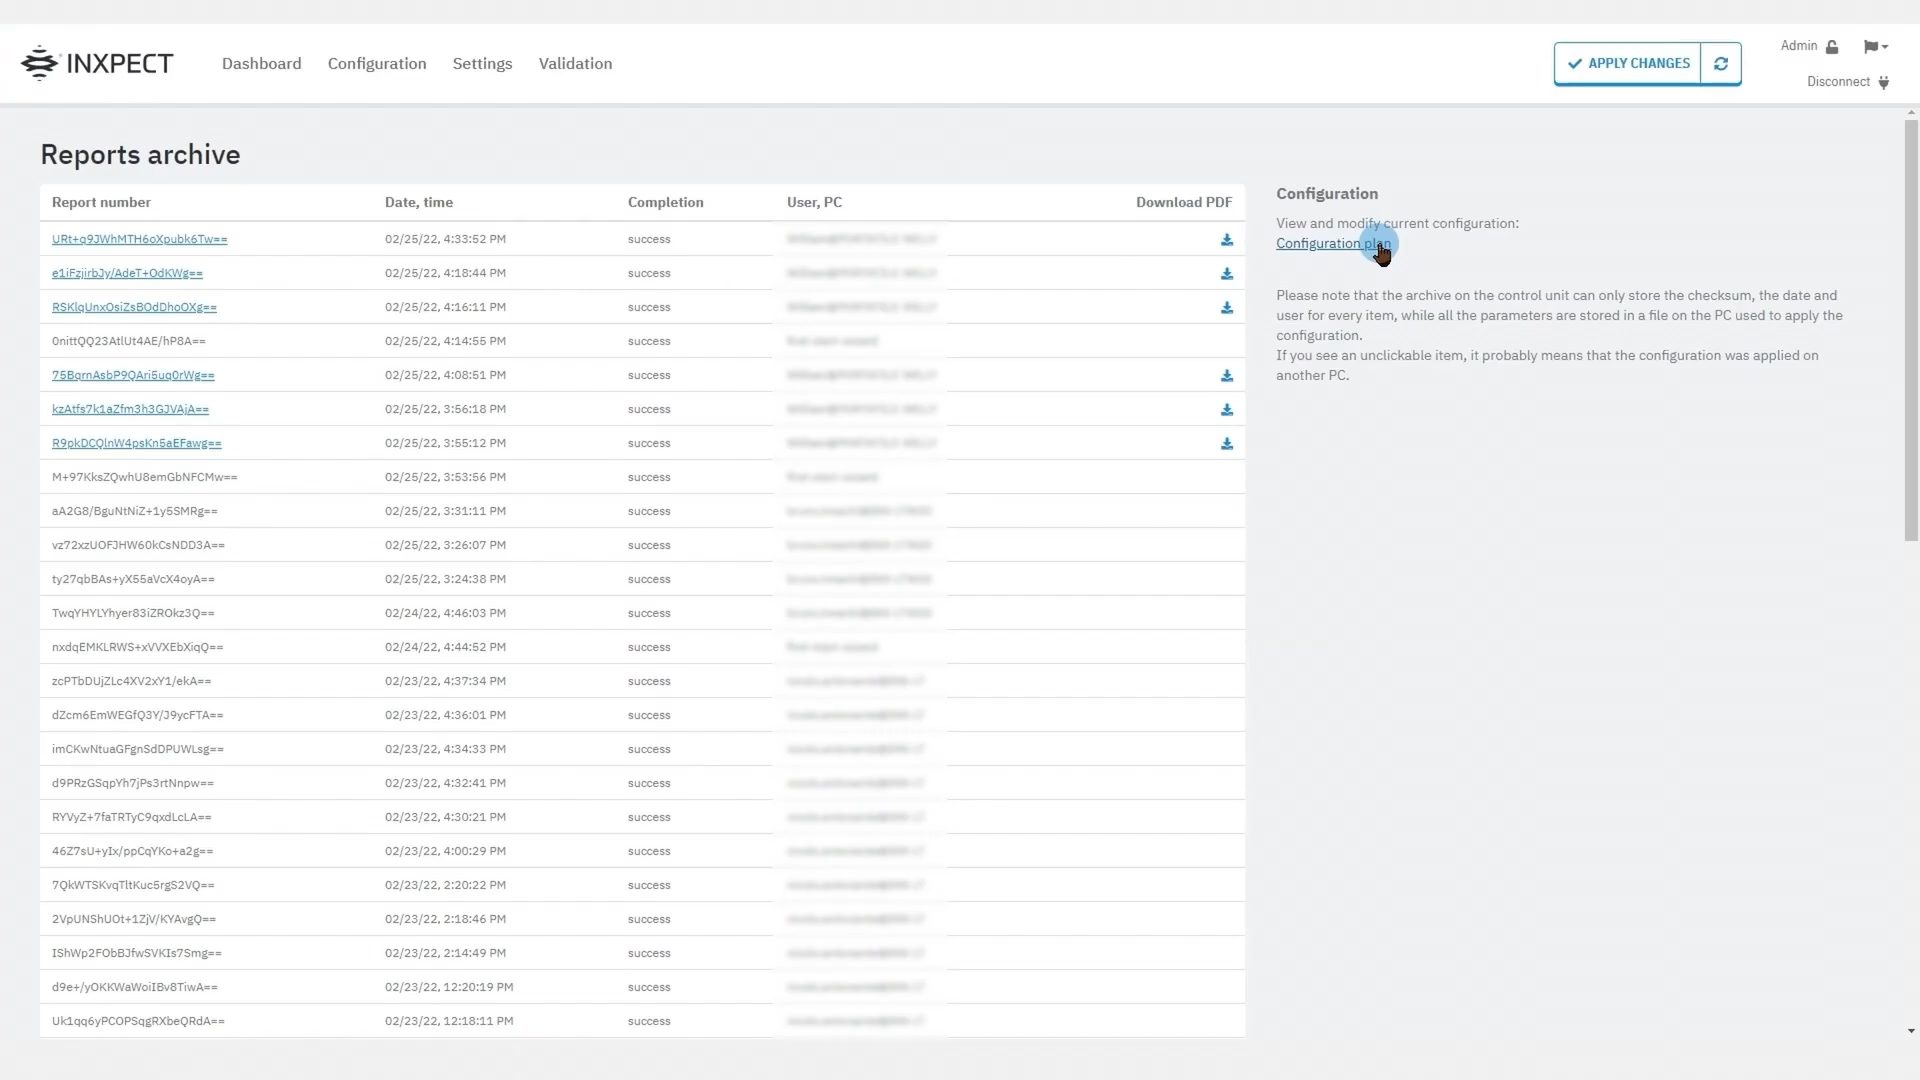 INXPECT
Dashboard Configuration Settings Validation
APPLY CHANGES
Admin
Disconnect
Reports archive
Report number Date, time Completion User, PC Download PDF
URt+q9JWhMTH6oXpubk6Tw== 02/25/22, 4:33:52 PM success
e1iFzjirbJy/AdeT+OdKWg== 02/25/22, 4:18:44 PM success
RSKlqUnxOsiZsBOdDhoOXg== 02/25/22, 4:16:11 PM success
0nittQQ23AtlUt4AE/hP8A== 02/25/22, 4:14:55 PM success
75BqrnAsbP9QAri5uq0rWg== 02/25/22, 4:08:51 PM success
kzAtfs7k1aZfm3h3GJVAjA== 02/25/22, 3:56:18 PM success
R9pkDCQlnW4psKn5aEFawg== 02/25/22, 3:55:12 PM success
M+97KksZQwhU8emGbNFCMw== 02/25/22, 3:53:56 PM success
aA2G8/BguNtNiZ+1y5SMRg== 02/25/22, 3:31:11 PM success
vz72xzUOFJHW60kCsNDD3A== 02/25/22, 3:26:07 PM success
ty27qbBAs+yX55aVcX4oyA== 02/25/22, 3:24:38 PM success
TwqYHYLYhyer83iZROkz3Q== 02/24/22, 4:46:03 PM success
nxdqEMKLRWS+xVVXEbXiqQ== 02/24/22, 4:44:52 PM success
zcPTbDUjZLc4XV2xY1/ekA== 02/23/22, 4:37:34 PM success
dZcm6EmWEGfQ3Y/J9ycFTA== 02/23/22, 4:36:01 PM success
imCKwNtuaGFgnSdDPUWLsg== 02/23/22, 4:34:33 PM success
d9PRzGSqpYh7jPs3rtNnpw== 02/23/22, 4:32:41 PM success
RYVyZ+7faTRTyC9qxdLcLA== 02/23/22, 4:30:21 PM success
46Z7sU+yIx/ppCqYKo+a2g== 02/23/22, 4:00:29 PM success
7QkWTSKvqTltKuc5rgS2VQ== 02/23/22, 2:20:22 PM success
2VpUNShUOt+1ZjV/KYAvgQ== 02/23/22, 2:18:46 PM success
IShWp2FObBJfwSVKIs7Smg== 02/23/22, 2:14:49 PM success
d9e+/yOKKWaWoiIBv8TiwA== 02/23/22, 12:20:19 PM success
Uk1qq6yPCOPSqgRXbeQRdA== 02/23/22, 12:18:11 PM success
Configuration
View and modify current configuration:
Configuration plan
Please note that the archive on the control unit can only store the checksum, the date and
user for every item, while all the parameters are stored in a file on the PC used to apply the
configuration.
If you see an unclickable item, it probably means that the configuration was applied on
another PC.